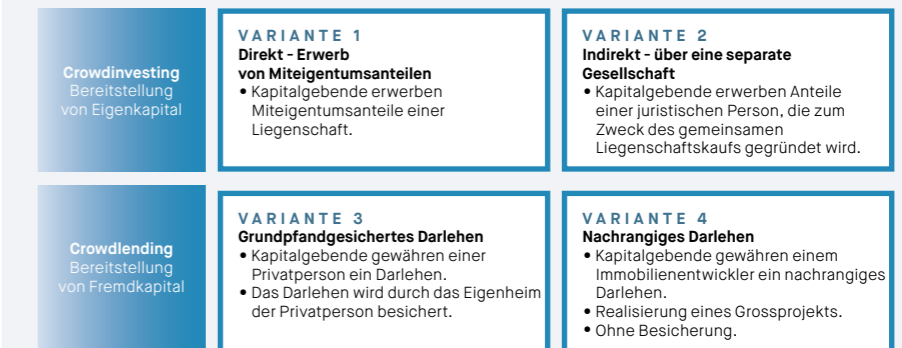 Crowdinvesting
Bereitstellung
von Eigenkapital
VARIANTE 1
Direkt - Erwerb
von Miteigentumsanteilen
• Kapitalgebende erwerben
Miteigentumsanteile einer
Liegenschaft.
VARIANTE 2
Indirekt - über eine separate
Gesellschaft
• Kapitalgebende erwerben Anteile
einer juristischen Person, die zum
Zweck des gemeinsamen
Liegenschaftskaufs gegründet wird.
Crowdlending
Bereitstellung
von Fremdkapital
VARIANTE 3
Grundpfandgesichertes Darlehen
• Kapitalgebende gewähren einer
Privatperson ein Darlehen.
• Das Darlehen wird durch das Eigenheim
der Privatperson besichert.
VARIANTE 4
Nachrangiges Darlehen
• Kapitalgebende gewähren einem
Immobilienentwickler ein nachrangiges
Darlehen.
• Realisierung eines Grossprojekts.
• Ohne Besicherung.